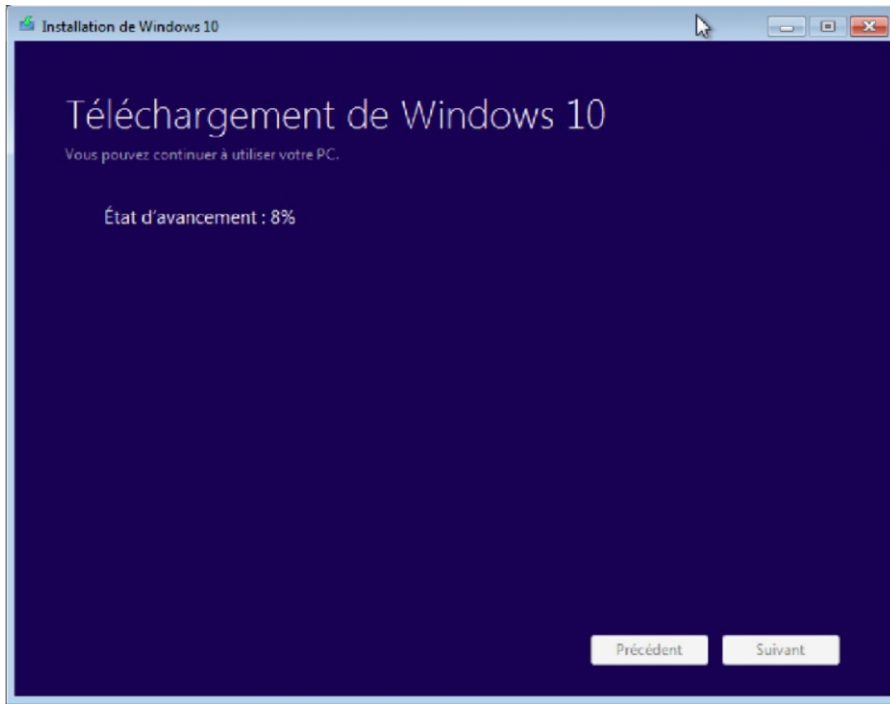 Installation de Windows 10
Téléchargement de Windows 10
Vous pouvez continuer à utiliser votre PC.
État d'avancement : 8%
Précédent
Suivant